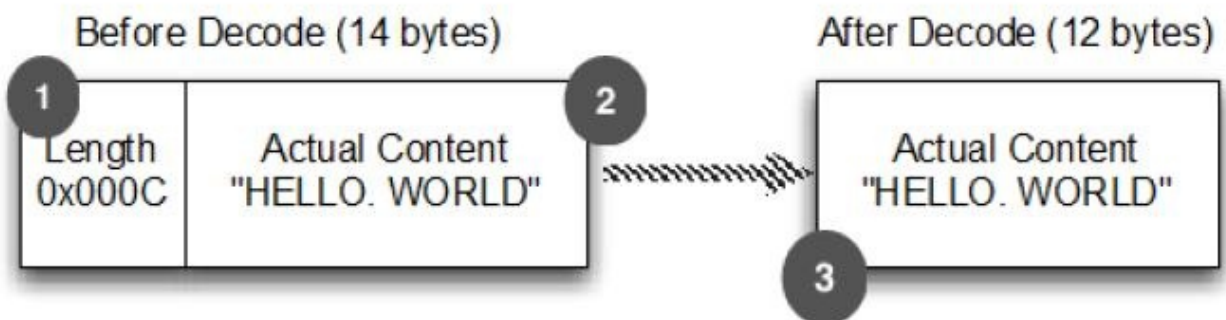 Before Decode (14 bytes)
After Decode (12 bytes)
1
2
Length
0x000C
Actual Content
"HELLO. WORLD"
Actual Content
"HELLO. WORLD"
3